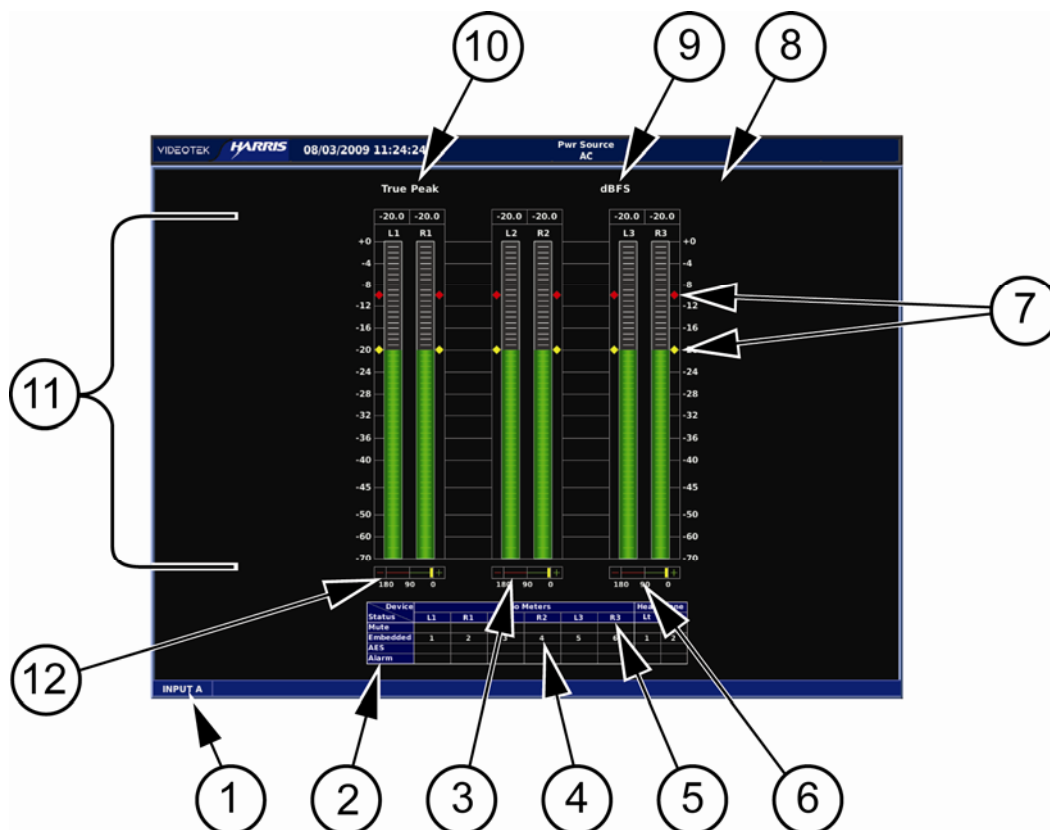 10 9 8
VIDEOTEK HARRIS 08/03/2009 11:24:24 Pwr Source
AC
True Peak dBFS
-20.0 -20.0 -20.0 -20.0 -20.0 -20.0
L1 R1 L2 R2 L3 R3
+0 +0
-4 -4
-8 -8
-12 -12
7
-16 -16
-20 -20
-24 -24
11
-28 -28
-32 -32
-36 -36
-40 -40
-45 -45
-50 -50
-60 -60
-70 -70
- + - + - +
180 90 0 180 90 0 180 90 0
Device Meters
Status L1 R1 R2 L3 R3 Lt
Mute
Embedded 1 2 3 4 5 6 1 2
AES
Alarm
12
INPUT A
1 2 3 4 5 6